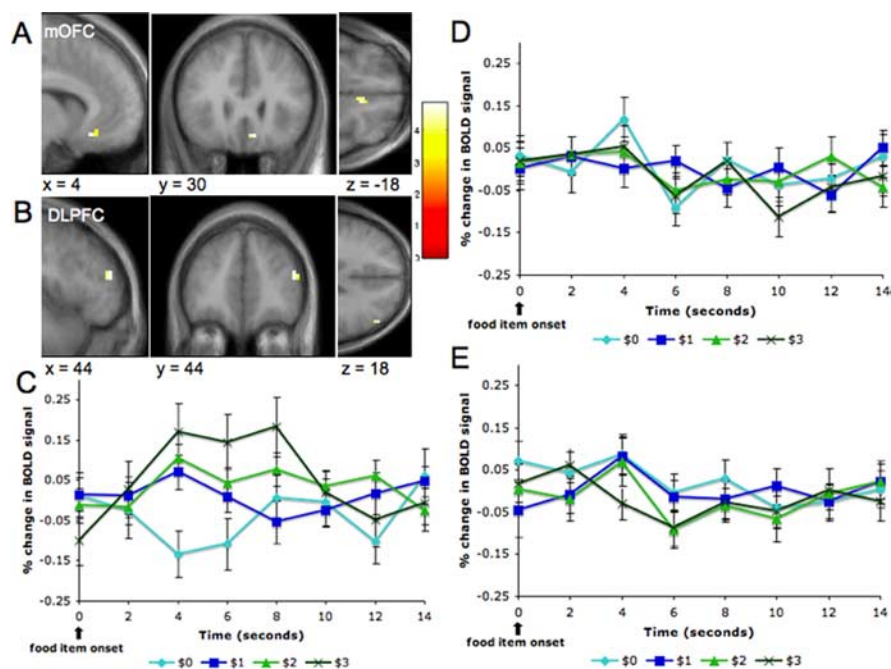 A
mOFC
x = 4
y = 30
z = -18
B
DLPFC
x = 44
y = 44
z = 18
4
3
2
1
0
C
% change in BOLD signal
0.25
0.15
0.05
-0.05
-0.15
-0.25
0 2 4 6 8 10 12 14
food item onset
Time (seconds)
$0 $1 $2 $3
D
% change in BOLD signal
0.25
0.15
0.05
-0.05
-0.15
-0.25
0 2 4 6 8 10 12 14
Time (seconds)
food item onset
$0 $1 $2 $3
E
% change in BOLD signal
0.25
0.15
0.05
-0.05
-0.15
-0.25
0 2 4 6 8 10 12 14
Time (seconds)
food item onset
$0 $1 $2 $3